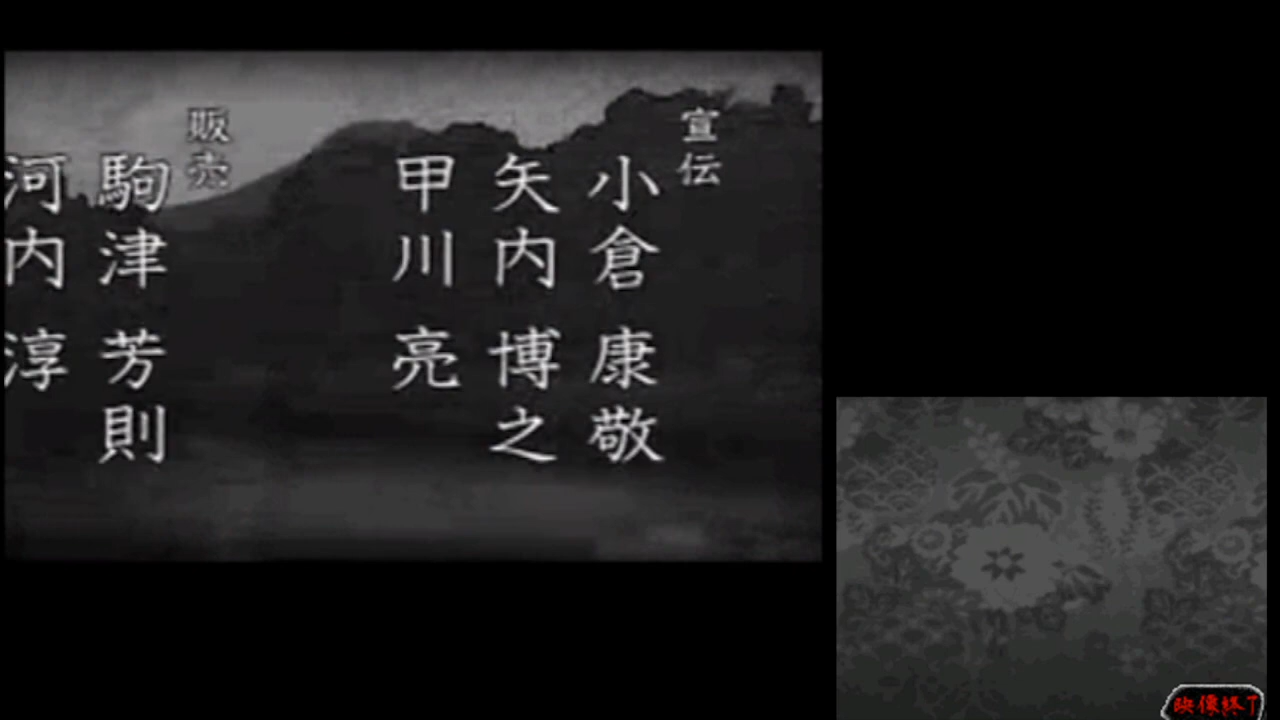 宣伝
小倉 康敬
矢内 博之
甲川 亮
販売
駒津 芳則
河内 淳
映像終了